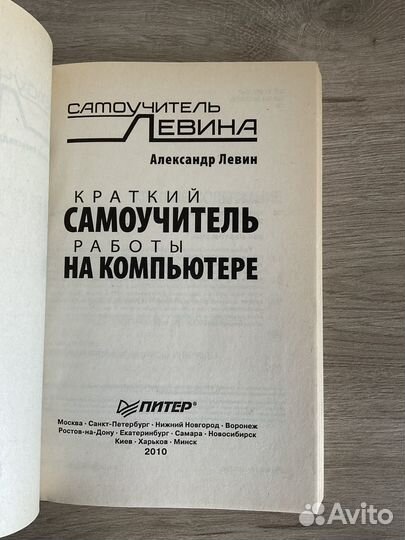 САМОУЧИТЕЛЬ
ЛЕВИНА
Александр Левин
КРАТКИЙ
САМОУЧИТЕЛЬ
РАБОТЫ
НА КОМПЬЮТЕРЕ
ПИТЕР®
Москва · Санкт-Петербург · Нижний Новгород · Воронеж
Ростов-на-Дону · Екатеринбург · Самара · Новосибирск
Киев · Харьков · Минск
2010
Avito